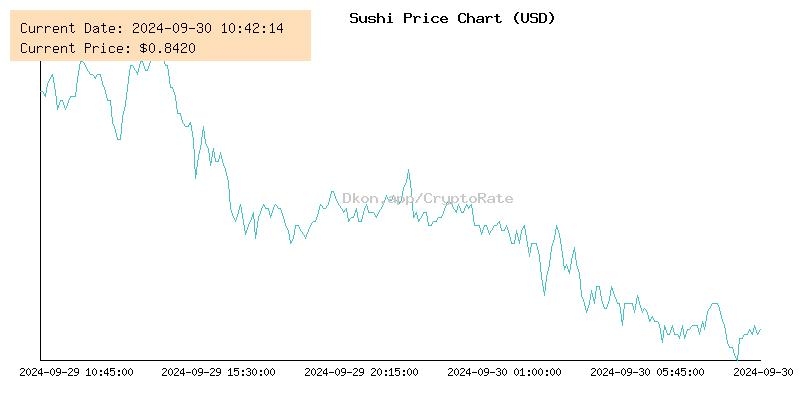 Sushi Price Chart (USD)
Current Date: 2024-09-30 10:42:14
Current Price: $0.8420
Dkon.app/CryptoRate
2024-09-29 10:45:00 2024-09-29 15:30:00 2024-09-29 20:15:00 2024-09-30 01:00:00 2024-09-30 05:45:00 2024-09-30